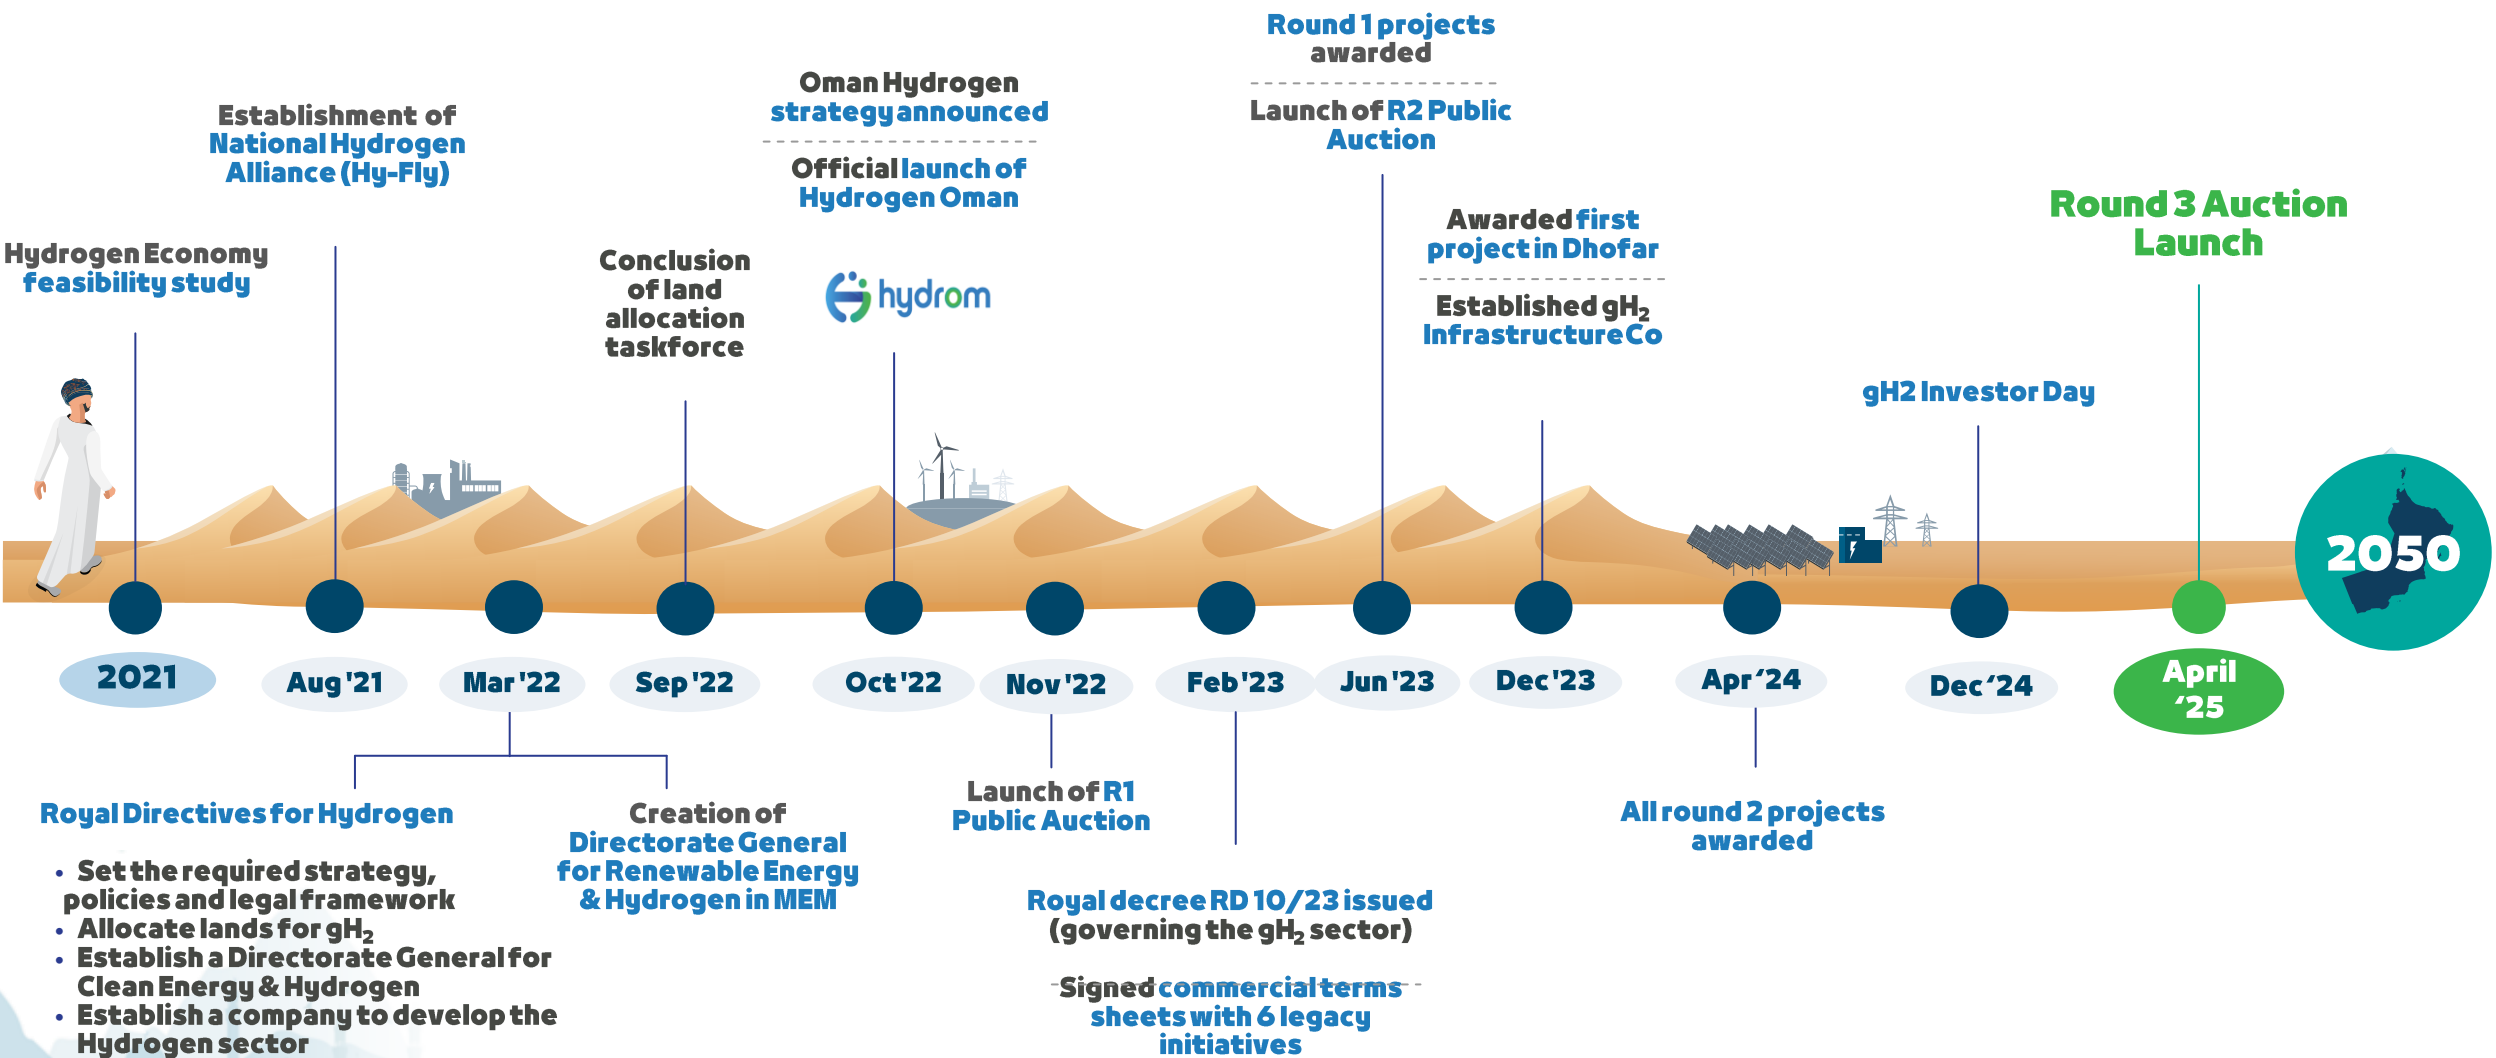 Hydrogen Economy
feasibility study
Establishment of
National Hydrogen
Alliance (Hy-Fly)
Conclusion
of land
allocation
taskforce
Oman Hydrogen
strategy announced
Official launch of
Hydrogen Oman
hydrom
Round 1 projects
awarded
Launch of R2 Public
Auction
Awarded first
project in Dhofar
Established gH₂
InfrastructureCo
gH2 Investor Day
Round 3 Auction
Launch
2050
2021
Aug '21
Mar '22
Sep '22
Oct '22
Nov '22
Feb'23
Jun '23
Dec '23
Apr ‘24
Dec ‘24
April
‘25
Royal Directives for Hydrogen
• Set the required strategy,
policies and legal framework
• Allocate lands for gH₂
• Establish a Directorate General for
Clean Energy & Hydrogen
• Establish a company to develop the
Hydrogen sector
Creation of
Directorate General
for Renewable Energy
& Hydrogen in MEM
Launch of R1
Public Auction
Royal decree RD 10/23 issued
(governing the gH₂ sector)
Signed commercial terms
sheets with 6 legacy
initiatives
All round 2 projects
awarded